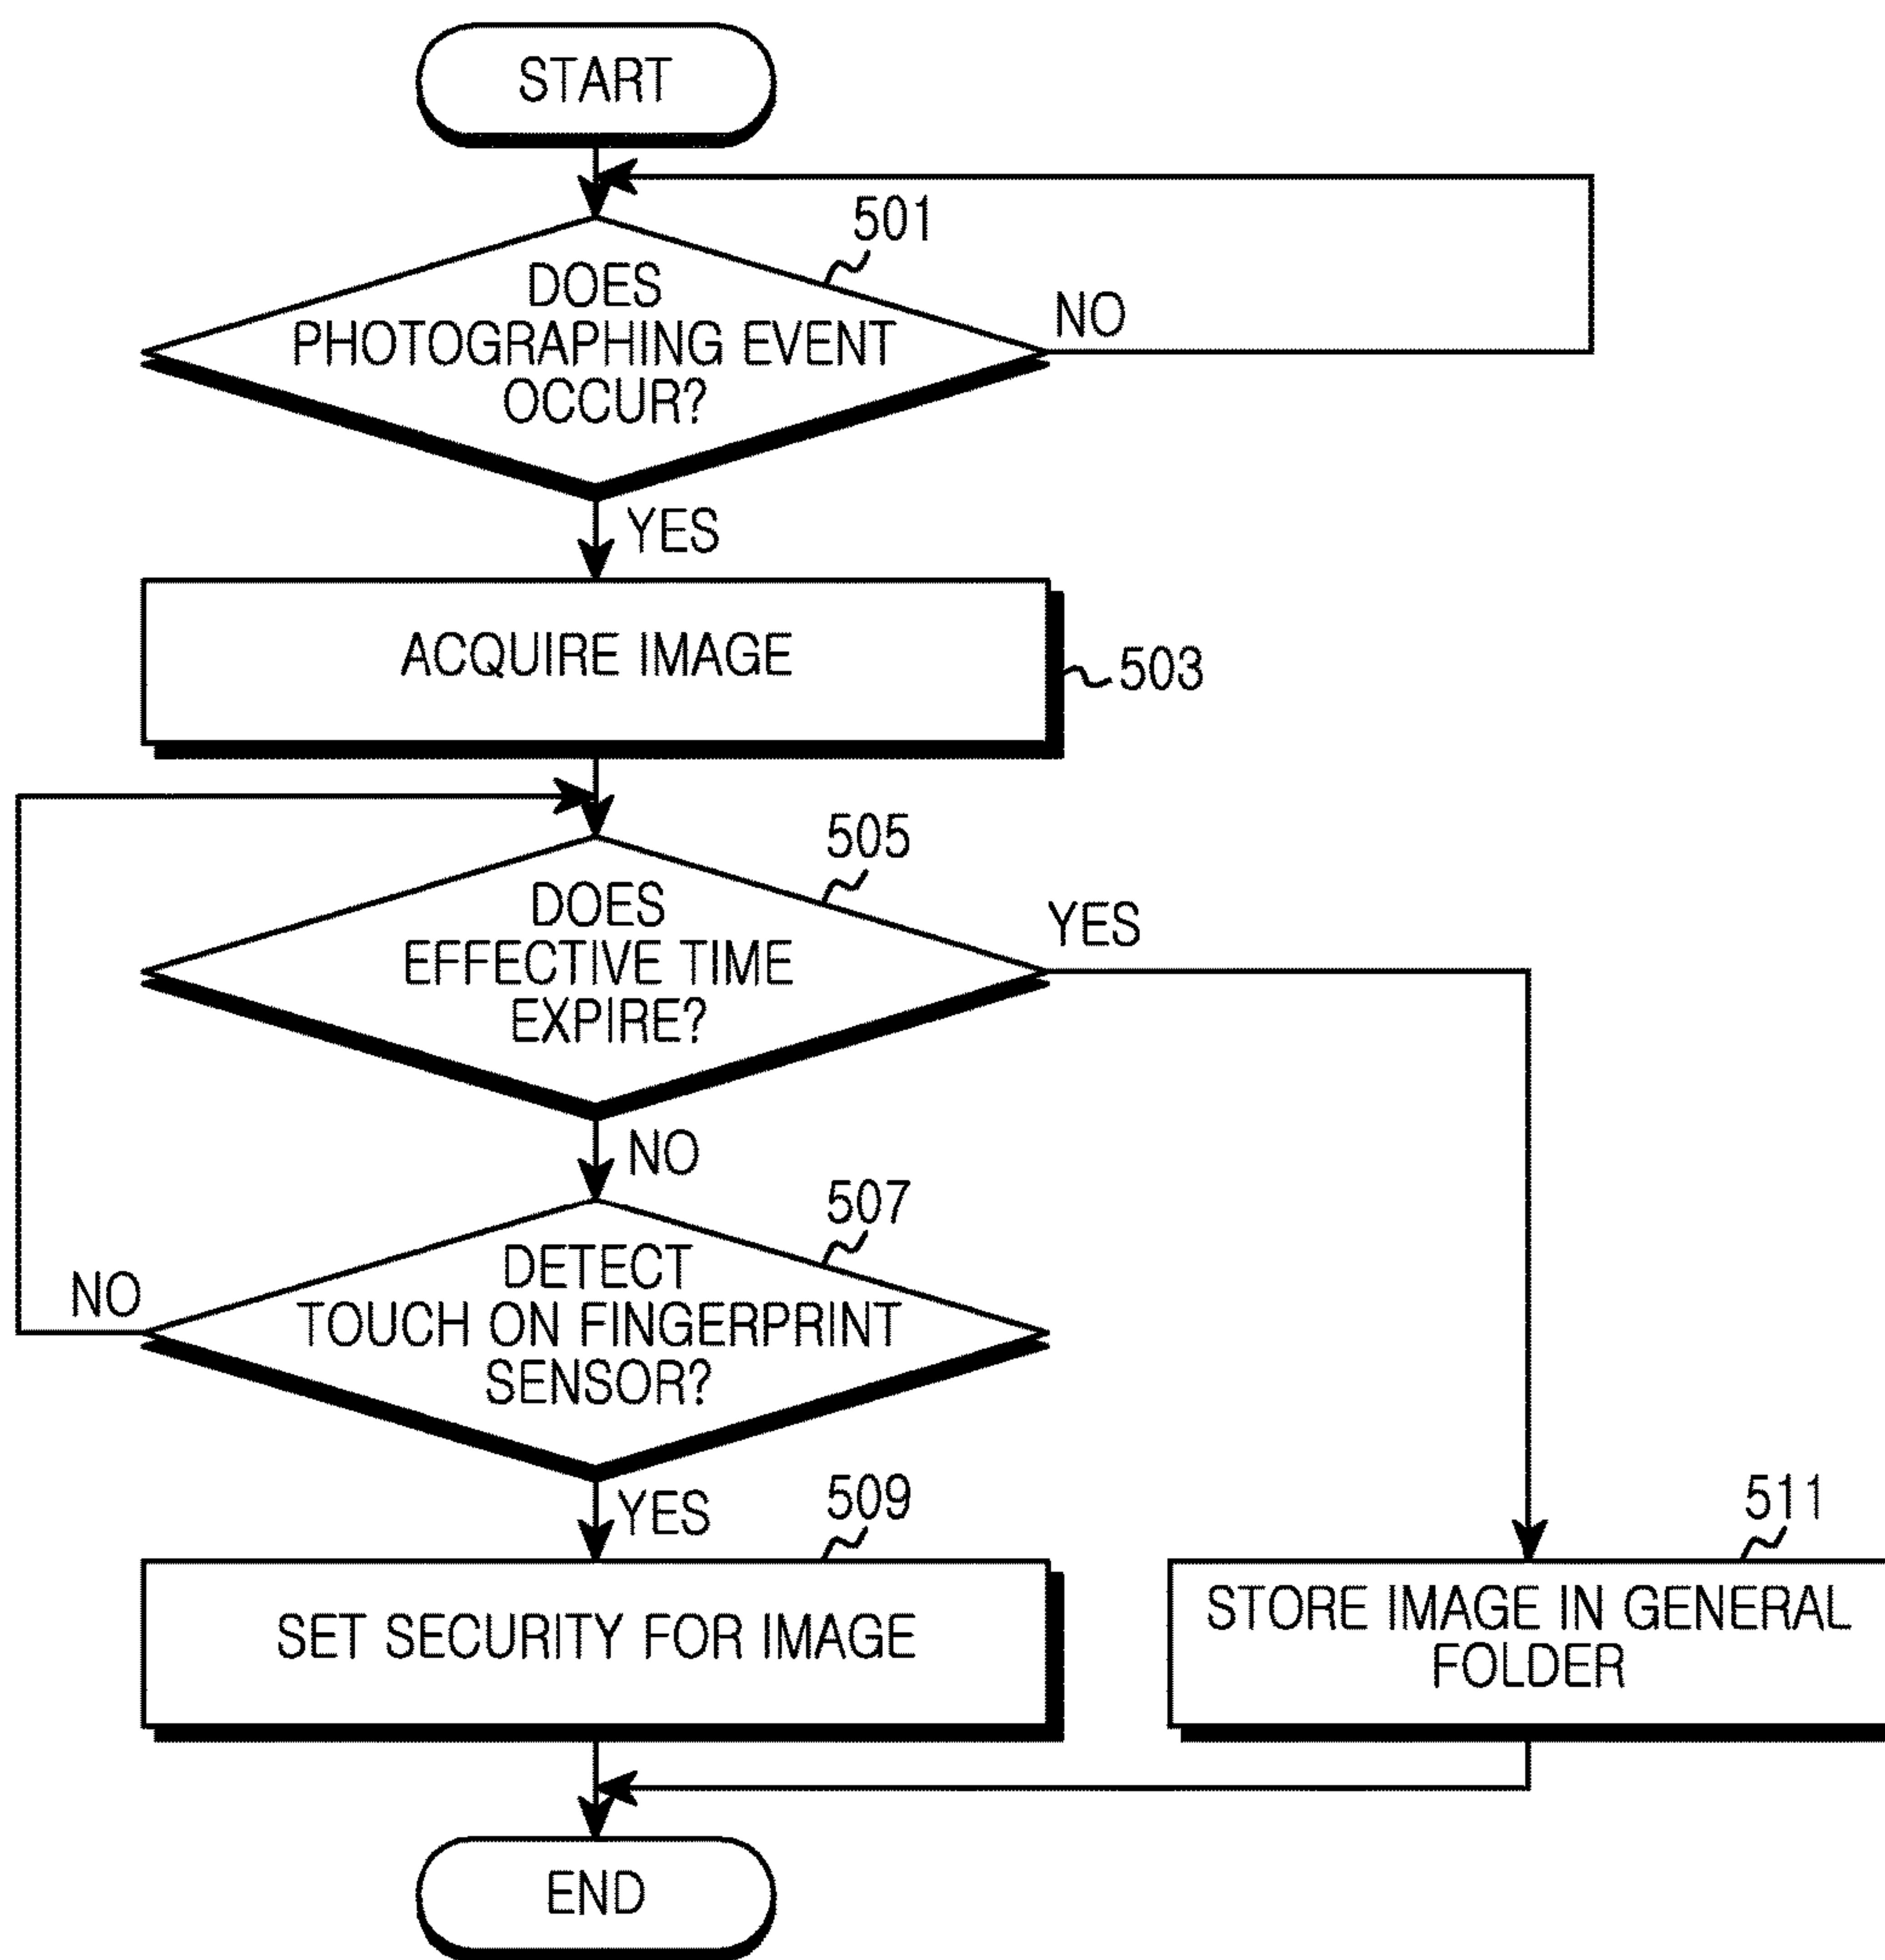 START
501
DOES
PHOTOGRAPHING EVENT
OCCUR?
NO
YES
ACQUIRE IMAGE
503
505
DOES
EFFECTIVE TIME
EXPIRE?
YES
NO
507
DETECT
TOUCH ON FINGERPRINT
SENSOR?
NO
YES
509
SET SECURITY FOR IMAGE
511
STORE IMAGE IN GENERAL
FOLDER
END